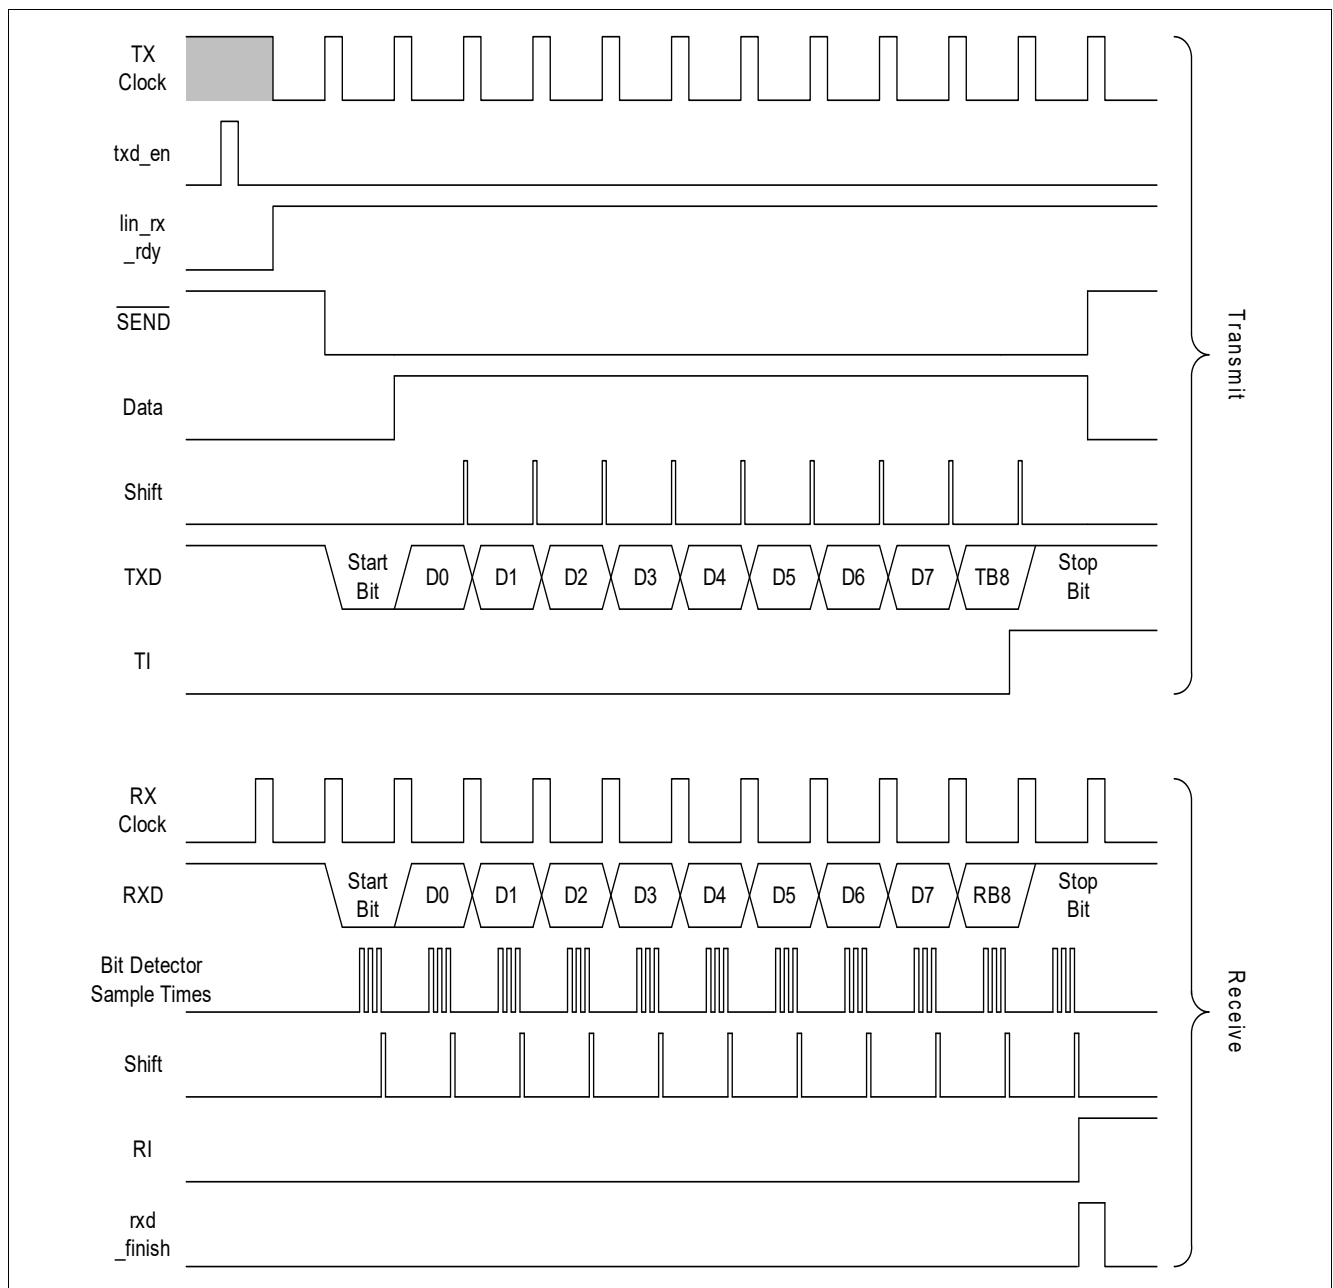 TX
Clock
txd_en
lin_rx
_rdy
SEND
Data
Shift
TXD
Start
Bit
D0
D1
D2
D3
D4
D5
D6
D7
TB8
Stop
Bit
TI
Transmit
RX
Clock
RXD
Start
Bit
D0
D1
D2
D3
D4
D5
D6
D7
RB8
Stop
Bit
Bit Detector
Sample Times
Shift
RI
rxd
_finish
Receive